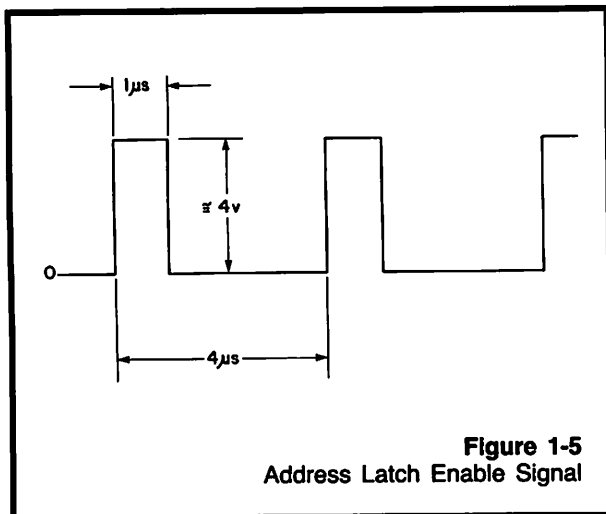 1µs
≅ 4v
0
4µs
Figure 1-5
Address Latch Enable Signal